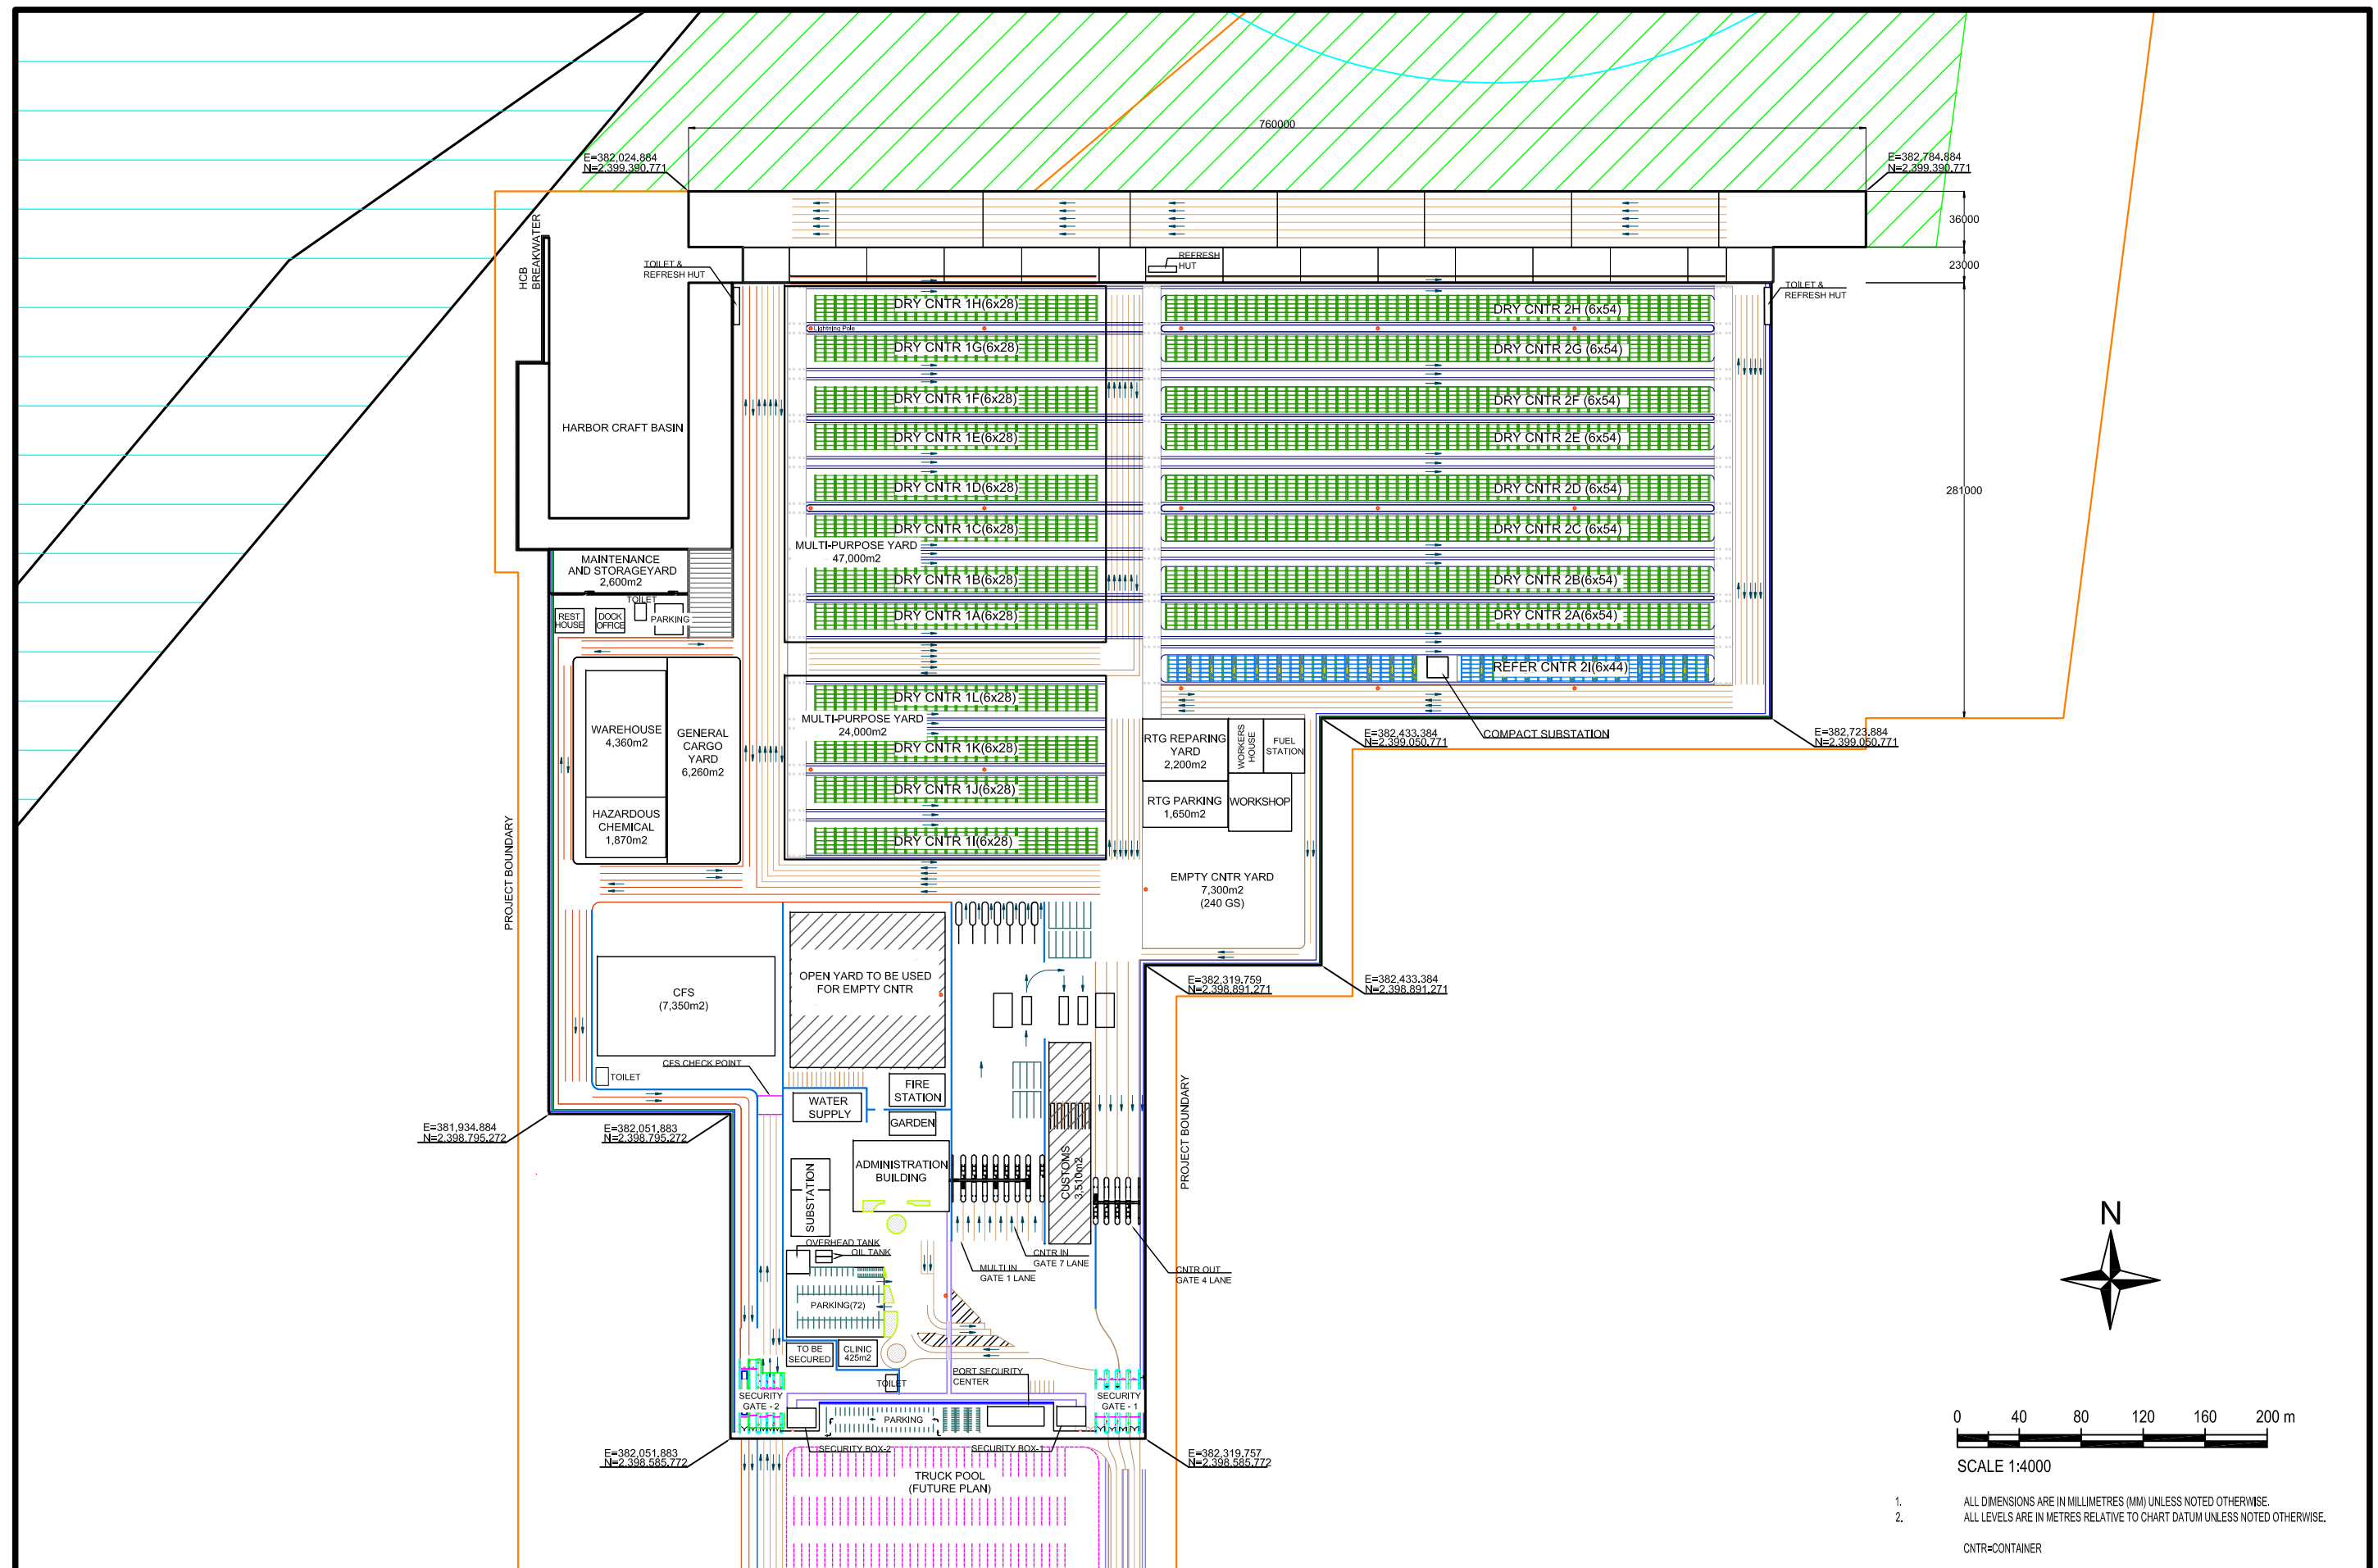 760000
E=382,024.884
N=2,399,390.771
E=382,784.884
N=2,399,390.771
36000
23000
281000
HCB
BREAKWATER
TOILET &
REFRESH HUT
REFRESH
HUT
TOILET &
REFRESH HUT
DRY CNTR 1H(6x28)
DRY CNTR 2H (6x54)
Lightning Pole
DRY CNTR 1G(6x28)
DRY CNTR 2G (6x54)
DRY CNTR 1F(6x28)
DRY CNTR 2F (6x54)
HARBOR CRAFT BASIN
DRY CNTR 1E(6x28)
DRY CNTR 2E (6x54)
DRY CNTR 1D(6x28)
DRY CNTR 2D (6x54)
DRY CNTR 1C(6x28)
DRY CNTR 2C (6x54)
MULTI-PURPOSE YARD
47,000m2
MAINTENANCE
AND STORAGEYARD
2,600m2
DRY CNTR 1B(6x28)
DRY CNTR 2B(6x54)
TOILET
REST
HOUSE
DOCK
OFFICE
PARKING
DRY CNTR 1A(6x28)
DRY CNTR 2A(6x54)
REFER CNTR 2I(6x44)
DRY CNTR 1L(6x28)
MULTI-PURPOSE YARD
24,000m2
WAREHOUSE
4,360m2
GENERAL
CARGO
YARD
6,260m2
DRY CNTR 1K(6x28)
RTG REPARING
YARD
2,200m2
WORKERS
HOUSE
FUEL
STATION
E=382,433.384
N=2,399,050.771
COMPACT SUBSTATION
E=382,723.884
N=2,399,050.771
DRY CNTR 1J(6x28)
RTG PARKING
1,650m2
WORKSHOP
HAZARDOUS
CHEMICAL
1,870m2
DRY CNTR 1I(6x28)
PROJECT BOUNDARY
EMPTY CNTR YARD
7,300m2
(240 GS)
OPEN YARD TO BE USED
FOR EMPTY CNTR
CFS
(7,350m2)
E=382,319.759
N=2,398,891.271
E=382,433.384
N=2,398,891.271
CFS CHECK POINT
TOILET
FIRE
STATION
WATER
SUPPLY
GARDEN
PROJECT BOUNDARY
E=381,934.884
N=2,398,795.272
E=382,051.883
N=2,398,795.272
ADMINISTRATION
BUILDING
SUBSTATION
CUSTOMS
3,510m2
OVERHEAD TANK
OIL TANK
CNTR IN
GATE 7 LANE
MULTI IN
GATE 1 LANE
CNTR OUT
GATE 4 LANE
PARKING(72)
TO BE
SECURED
CLINIC
425m2
TOILET
PORT SECURITY
CENTER
SECURITY
GATE - 2
SECURITY
GATE - 1
PARKING
SECURITY BOX-2
SECURITY BOX-1
E=382,051.883
N=2,398,585.772
E=382,319.757
N=2,398,585.772
TRUCK POOL
(FUTURE PLAN)
N
0 40 80 120 160 200 m
SCALE 1:4000
1. ALL DIMENSIONS ARE IN MILLIMETRES (MM) UNLESS NOTED OTHERWISE.
2. ALL LEVELS ARE IN METRES RELATIVE TO CHART DATUM UNLESS NOTED OTHERWISE.
CNTR=CONTAINER